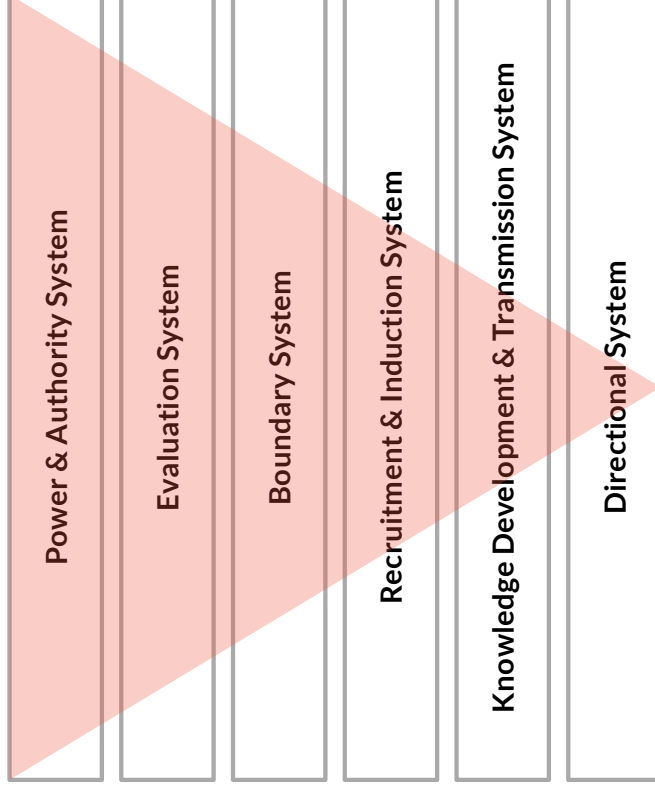 Power & Authority System
Evaluation System
Boundary System
Recruitment & Induction System
Knowledge Development & Transmission System
Directional System